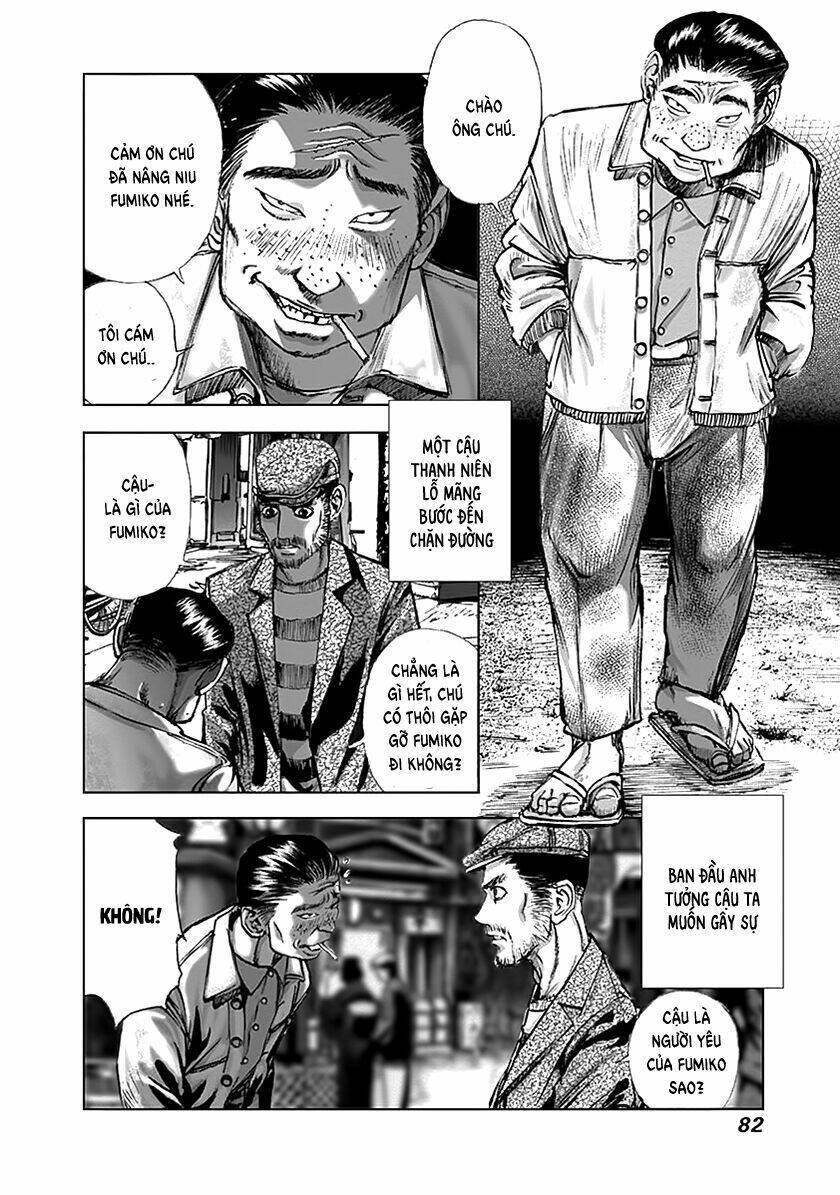 CHÀO
ÔNG CHÚ.
CẢM ƠN CHÚ
ĐÃ NÂNG NIU
FUMIKO NHÉ.
TÔI CÁM
ƠN CHÚ..
MỘT CẬU
THANH NIÊN
LỖ MÃNG
BƯỚC ĐẾN
CHẶN ĐƯỜNG
CẬU-
LÀ GÌ CỦA
FUMIKO?
CHẲNG LÀ
GÌ HẾT, CHÚ
CÓ THÔI GẶP
GỠ FUMIKO
ĐI KHÔNG?
BAN ĐẦU ANH
TƯỞNG CẬU TA
MUỐN GÂY SỰ
CẬU LÀ
NGƯỜI YÊU
CỦA FUMIKO
SAO?
KHÔNG!
82